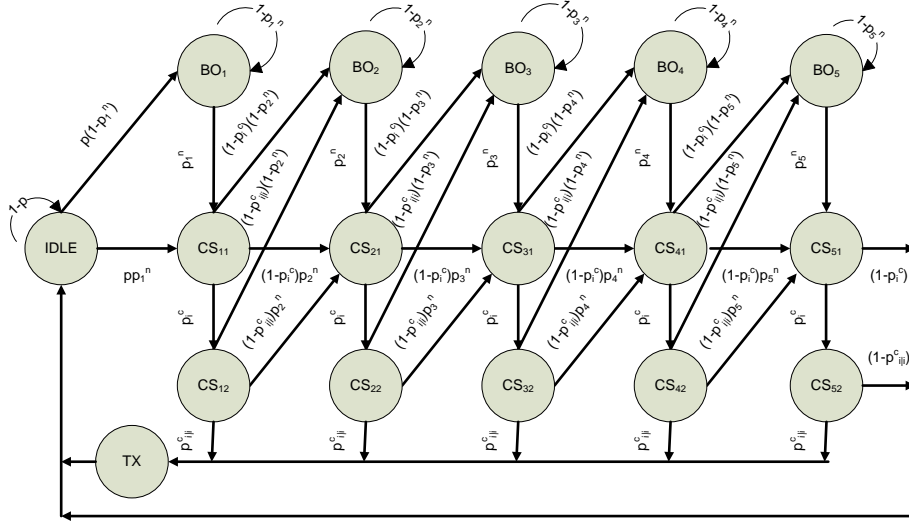 1-p₁ⁿ
1-p₂ⁿ
1-p₃ⁿ
1-p₄ⁿ
1-p₅ⁿ
BO₁
BO₂
BO₃
BO₄
BO₅
p(1-p₁ⁿ)
p₁ⁿ
(1-pᵢᶜ)(1-p₂ⁿ)
(1-pᶜᵢ|ᵢ)(1-p₂ⁿ)
p₂ⁿ
(1-pᵢᶜ)(1-p₃ⁿ)
(1-pᶜᵢ|ᵢ)(1-p₃ⁿ)
p₃ⁿ
(1-pᵢᶜ)(1-p₄ⁿ)
(1-pᶜᵢ|ᵢ)(1-p₄ⁿ)
p₄ⁿ
(1-pᵢᶜ)(1-p₅ⁿ)
(1-pᶜᵢ|ᵢ)(1-p₅ⁿ)
p₅ⁿ
1-p
IDLE
CS₁₁
CS₂₁
CS₃₁
CS₄₁
CS₅₁
pp₁ⁿ
(1-pᵢᶜ)p₂ⁿ
(1-pᵢᶜ)p₃ⁿ
(1-pᵢᶜ)p₄ⁿ
(1-pᵢᶜ)p₅ⁿ
(1-pᵢᶜ)
pᵢᶜ
(1-pᶜᵢ|ᵢ)p₂ⁿ
pᵢᶜ
(1-pᶜᵢ|ᵢ)p₃ⁿ
pᵢᶜ
(1-pᶜᵢ|ᵢ)p₄ⁿ
pᵢᶜ
(1-pᶜᵢ|ᵢ)p₅ⁿ
pᵢᶜ
(1-pᶜᵢ|ᵢ)
CS₁₂
CS₂₂
CS₃₂
CS₄₂
CS₅₂
pᶜᵢ|ᵢ
pᶜᵢ|ᵢ
pᶜᵢ|ᵢ
pᶜᵢ|ᵢ
pᶜᵢ|ᵢ
TX